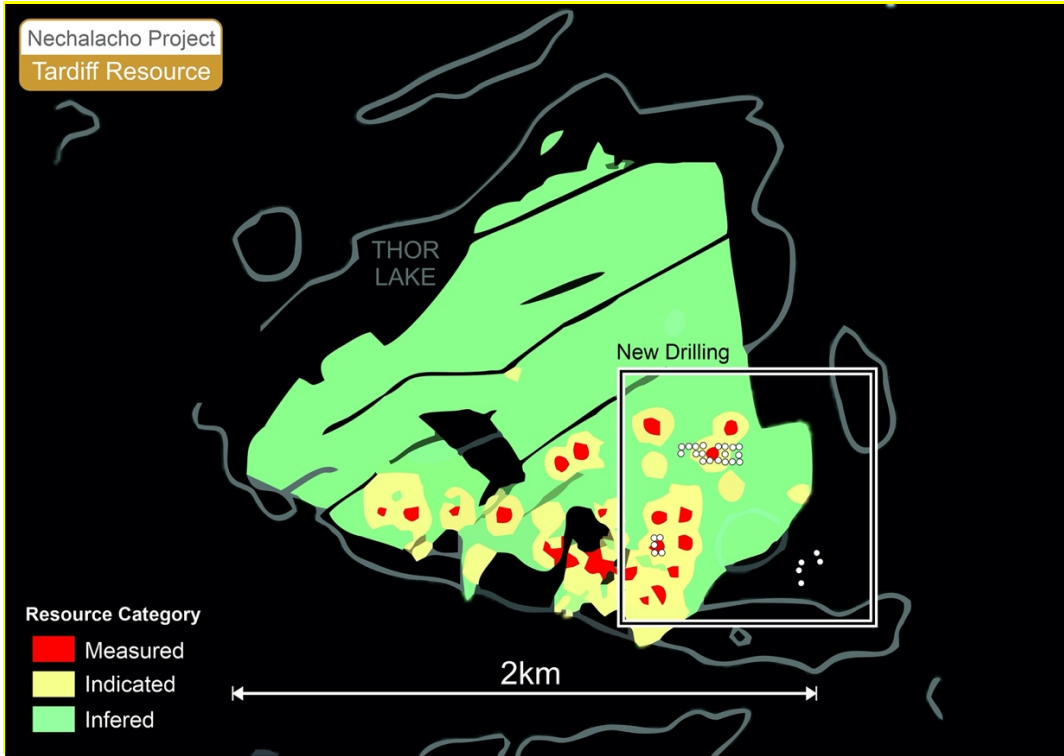 Nechalacho Project
Tardiff Resource
THOR
LAKE
New Drilling
Resource Category
Measured
Indicated
Infered
2km